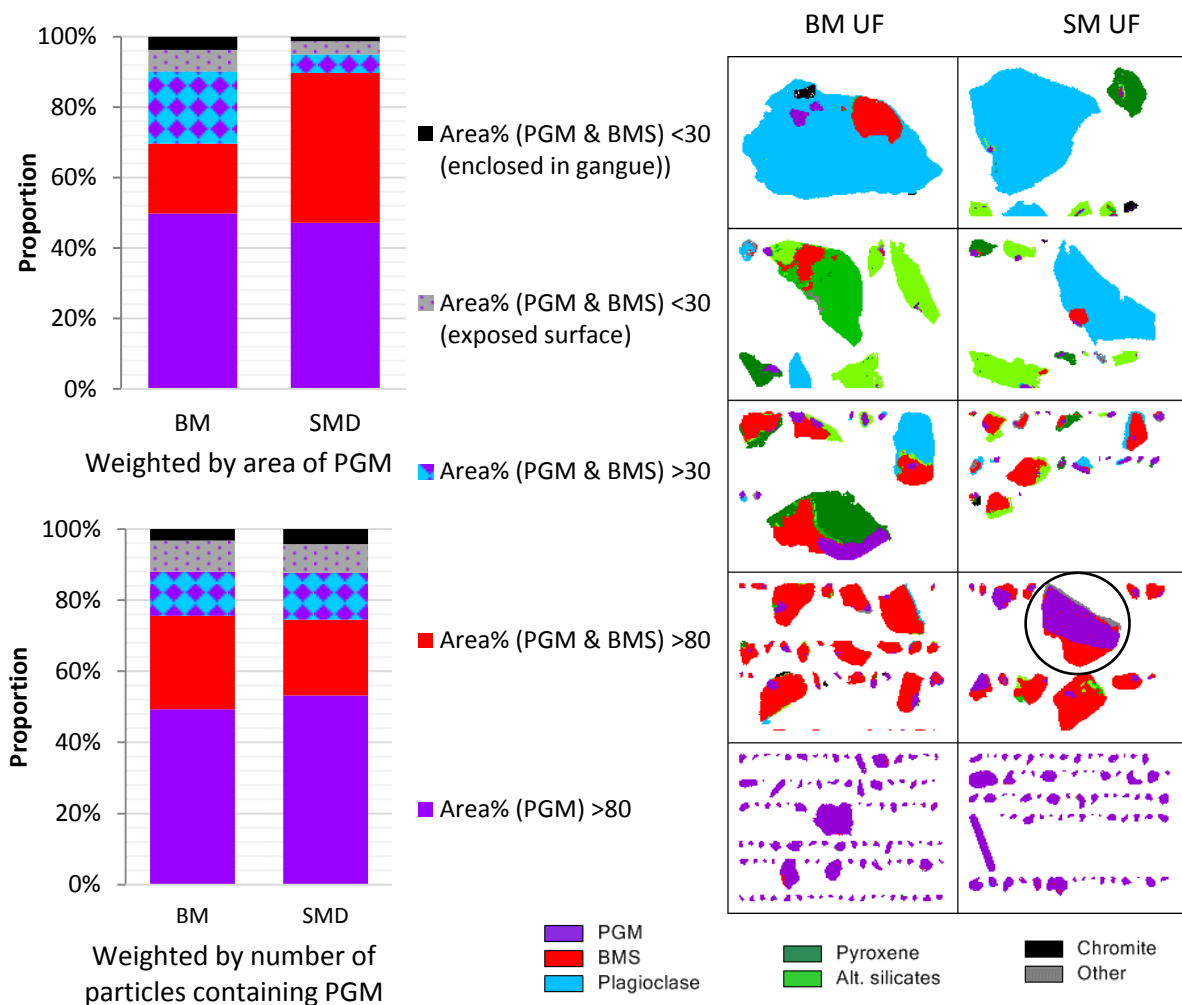 BM UF
SM UF
100%
80%
60%
40%
20%
0%
Proportion
BM
SMD
Weighted by area of PGM
100%
80%
60%
40%
20%
0%
Proportion
BM
SMD
Weighted by number of
particles containing PGM
Area% (PGM & BMS) <30
(enclosed in gangue))
Area% (PGM & BMS) <30
(exposed surface)
Area% (PGM & BMS) >30
Area% (PGM & BMS) >80
Area% (PGM) >80
PGM
BMS
Plagioclase
Pyroxene
Alt. silicates
Chromite
Other